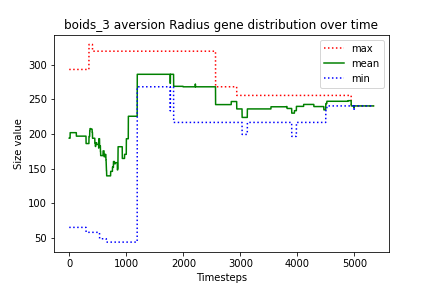 boids_3 aversion Radius gene distribution over time
max
mean
min
Size value
300
250
200
150
100
50
0
1000
2000
3000
4000
5000
Timesteps